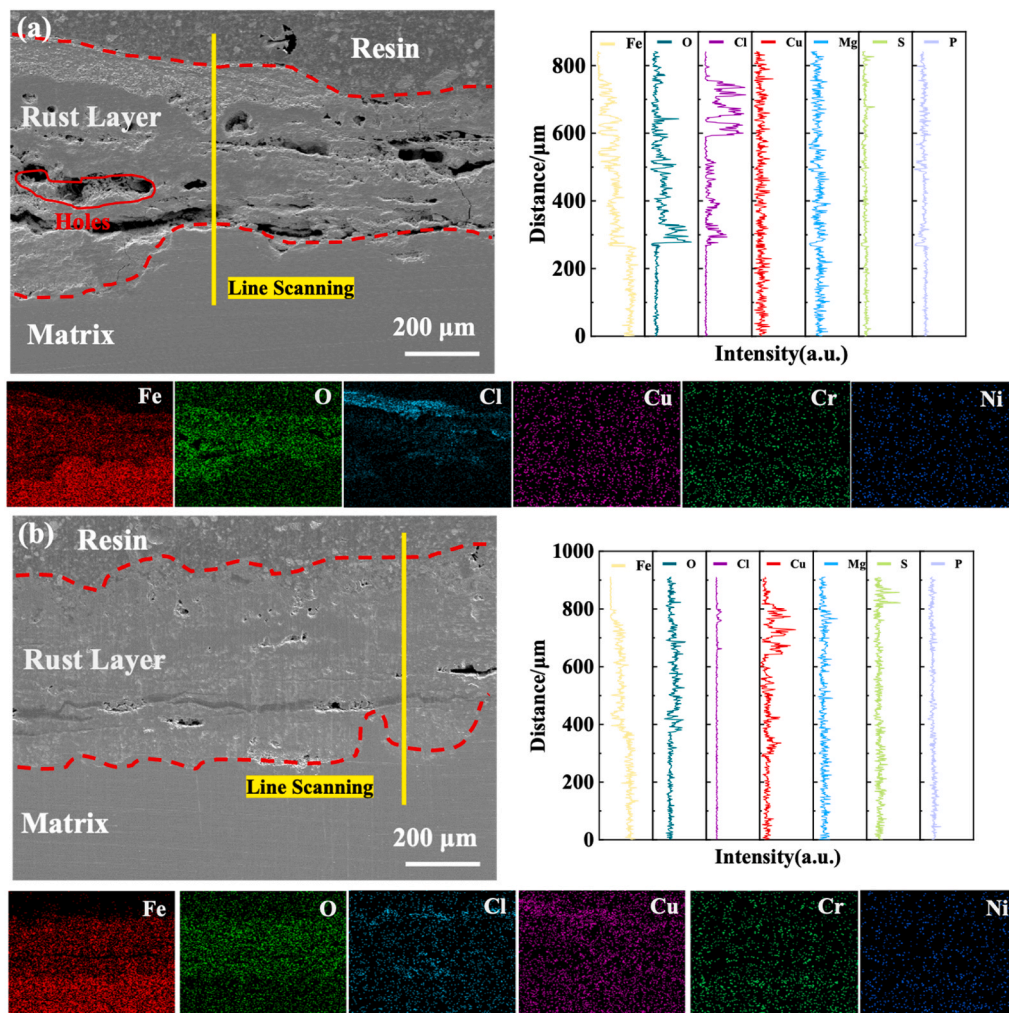 (a)
Resin
Rust Layer
Holes
Line Scanning
Matrix
200 μm
Fe O Cl Cu Mg S P
800
600
400
200
0
Distance/μm
Intensity(a.u.)
Fe O Cl Cu Cr Ni
(b)
Resin
Rust Layer
Line Scanning
Matrix
200 μm
Fe O Cl Cu Mg S P
1000
800
600
400
200
0
Distance/μm
Intensity(a.u.)
Fe O Cl Cu Cr Ni